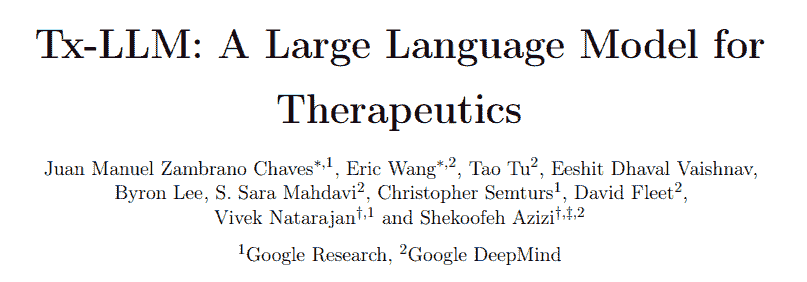 Tx-LLM: A Large Language Model for
Therapeutics
Juan Manuel Zambrano Chaves*,1, Eric Wang*,2, Tao Tu2, Eeshit Dhaval Vaishnav,
Byron Lee, S. Sara Mahdavi2, Christopher Semturs1, David Fleet2,
Vivek Natarajan†,1 and Shekoofeh Azizi†,‡,2
1Google Research, 2Google DeepMind